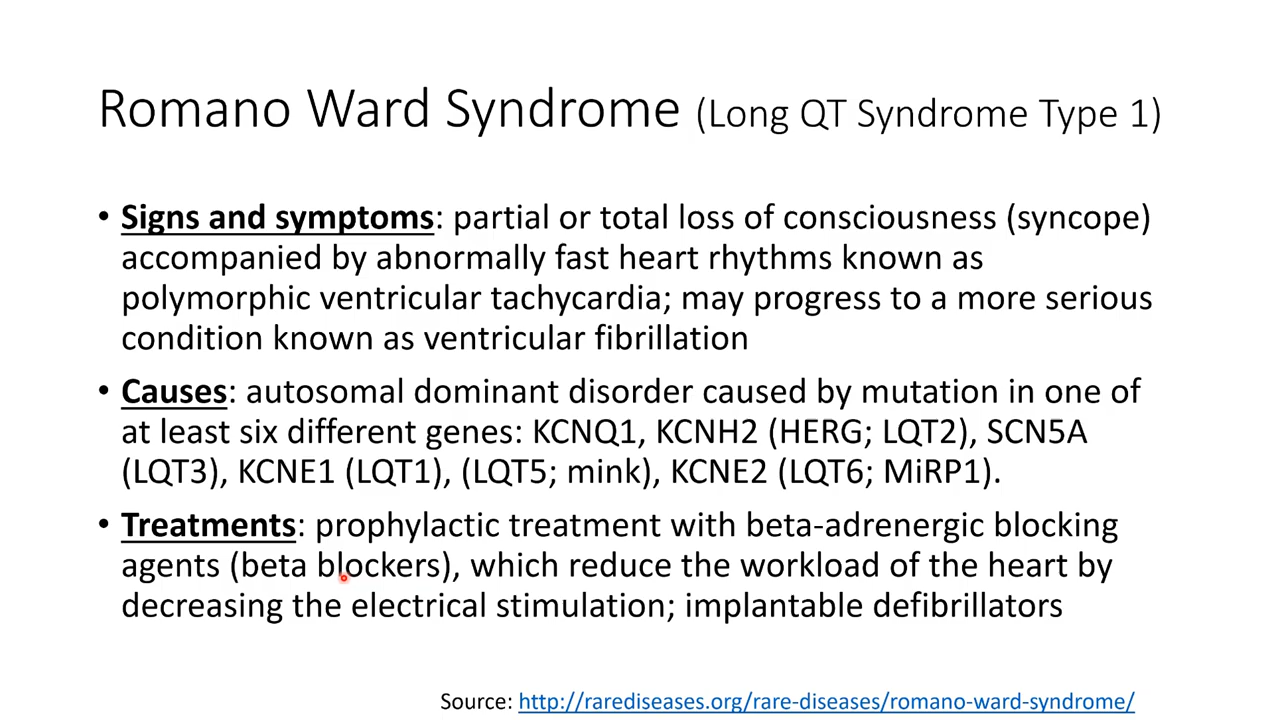 Romano Ward Syndrome (Long QT Syndrome Type 1)
• Signs and symptoms: partial or total loss of consciousness (syncope)
accompanied by abnormally fast heart rhythms known as
polymorphic ventricular tachycardia; may progress to a more serious
condition known as ventricular fibrillation
• Causes: autosomal dominant disorder caused by mutation in one of
at least six different genes: KCNQ1, KCNH2 (HERG; LQT2), SCN5A
(LQT3), KCNE1 (LQT1), (LQT5; mink), KCNE2 (LQT6; MiRP1).
• Treatments: prophylactic treatment with beta-adrenergic blocking
agents (beta blockers), which reduce the workload of the heart by
decreasing the electrical stimulation; implantable defibrillators
Source: http://rarediseases.org/rare-diseases/romano-ward-syndrome/